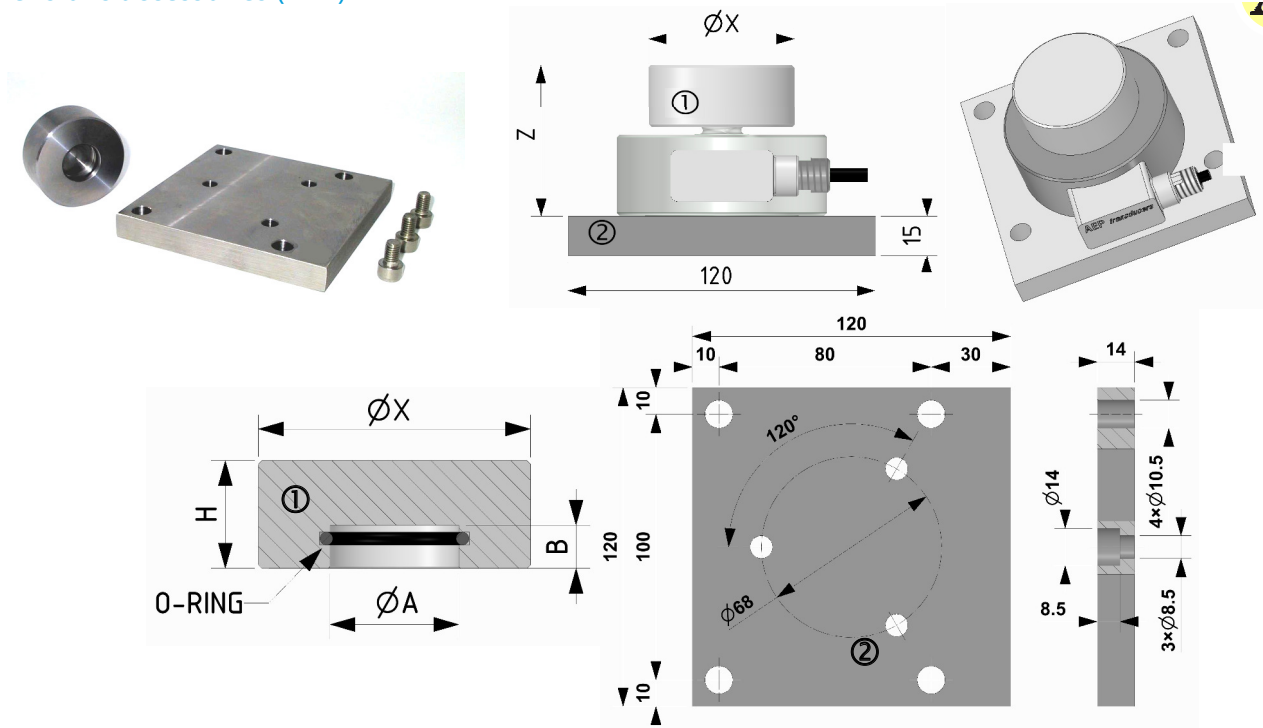 ØX
①
Z
②
15
120
AEP transducers
ØX
①
H
B
O-RING
ØA
120
10
80
30
10
120°
120
100
Ø68
②
10
14
Ø14
4×Ø10.5
8.5
3×Ø8.5